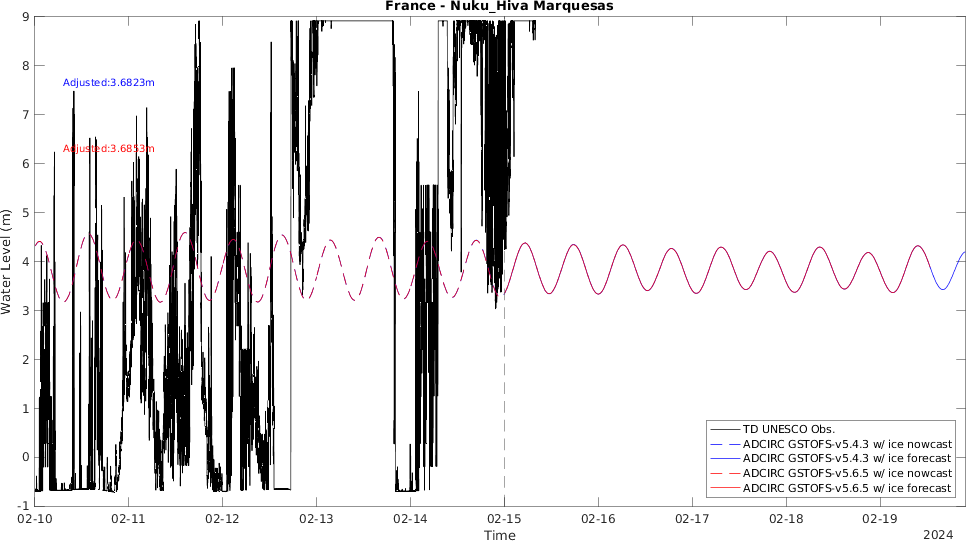 France - Nuku_Hiva Marquesas
9
8
7
6
5
4
3
2
1
0
-1
Water Level (m)
Adjusted:3.6823m
Adjusted:3.6853m
TD UNESCO Obs.
ADCIRC GSTOFS-v5.4.3 w/ ice nowcast
ADCIRC GSTOFS-v5.4.3 w/ ice forecast
ADCIRC GSTOFS-v5.6.5 w/ ice nowcast
ADCIRC GSTOFS-v5.6.5 w/ ice forecast
02-10 02-11 02-12 02-13 02-14 02-15 02-16 02-17 02-18 02-19
Time
2024